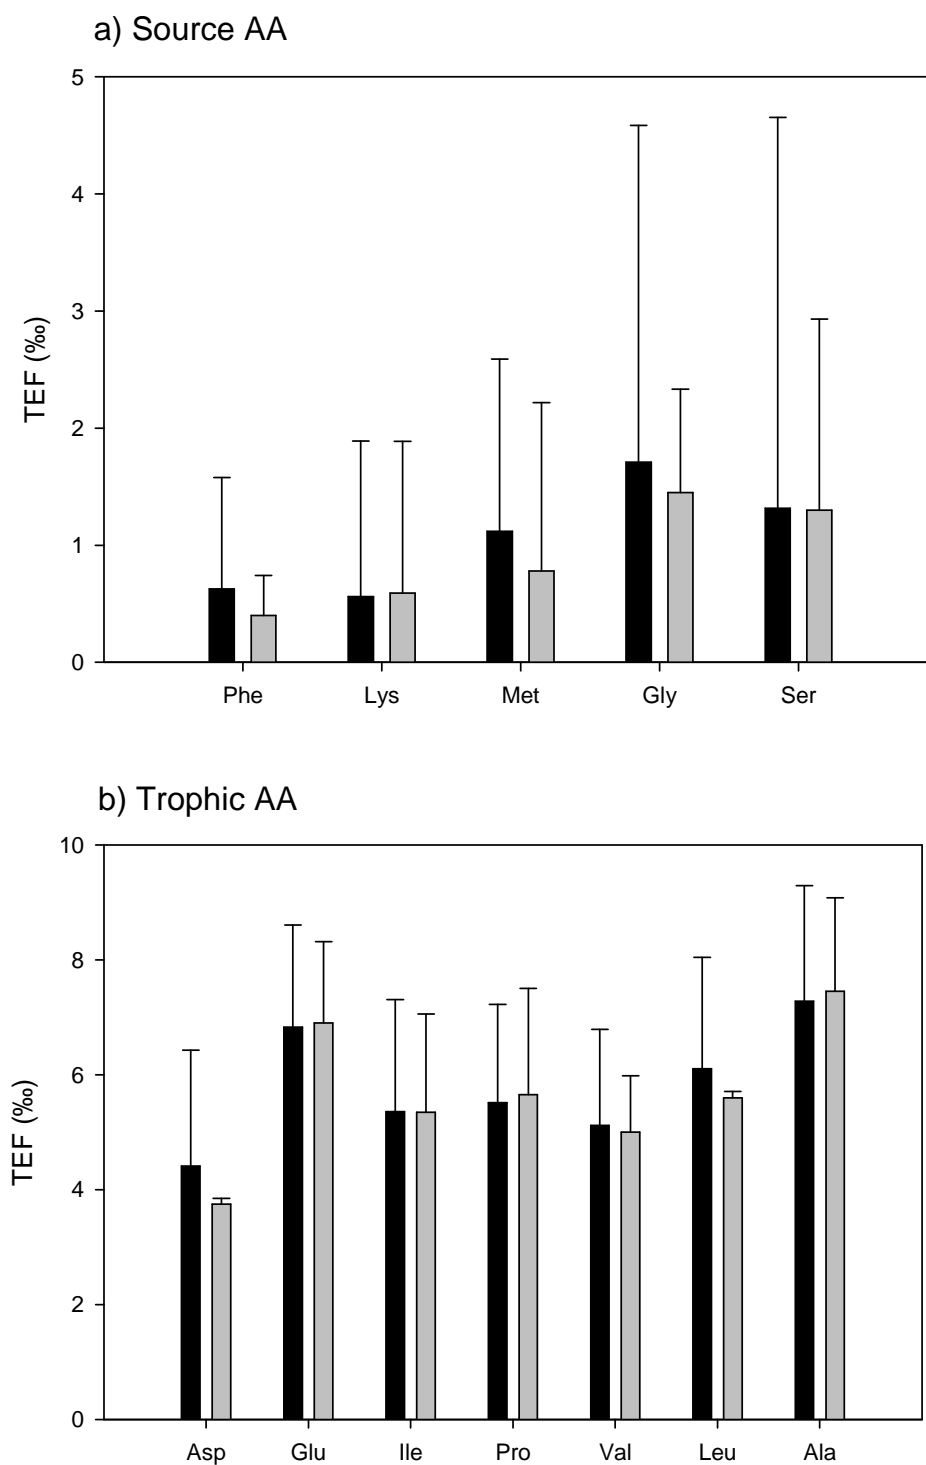 a) Source AA
5
4
3
2
1
0
TEF (‰)
Phe Lys Met Gly Ser
b) Trophic AA
10
8
6
4
2
0
TEF (‰)
Asp Glu Ile Pro Val Leu Ala